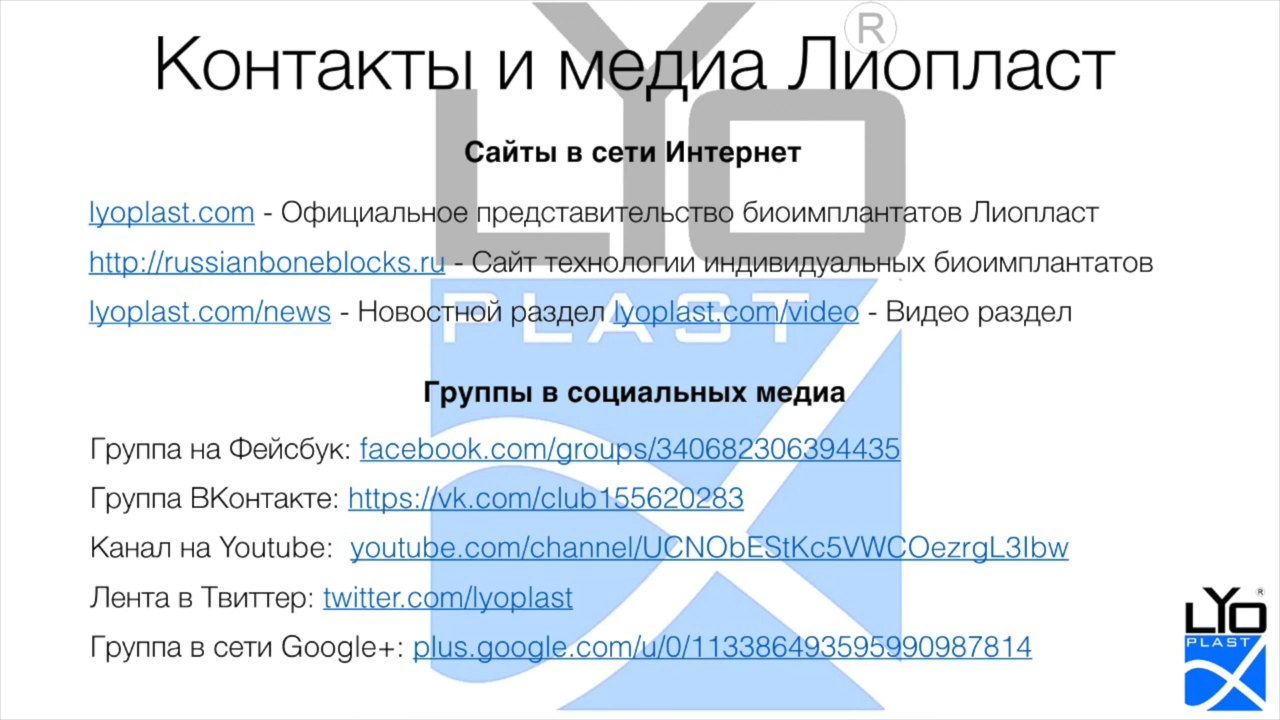 Контакты и медиа Лиопласт
Сайты в сети Интернет
lyoplast.com - Официальное представительство биоимплантатов Лиопласт
http://russianboneblocks.ru - Сайт технологии индивидуальных биоимплантатов
lyoplast.com/news - Новостной раздел lyoplast.com/video - Видео раздел
Группы в социальных медиа
Группа на Фейсбук: facebook.com/groups/340682306394435
Группа ВКонтакте: https://vk.com/club155620283
Канал на Youtube: youtube.com/channel/UCNObEStKc5VWCOezrgL3Ibw
Лента в Твиттер: twitter.com/lyoplast
Группа в сети Google+: plus.google.com/u/0/113386493595990987814
LYO ®
PLAST
LYO ®
PLAST